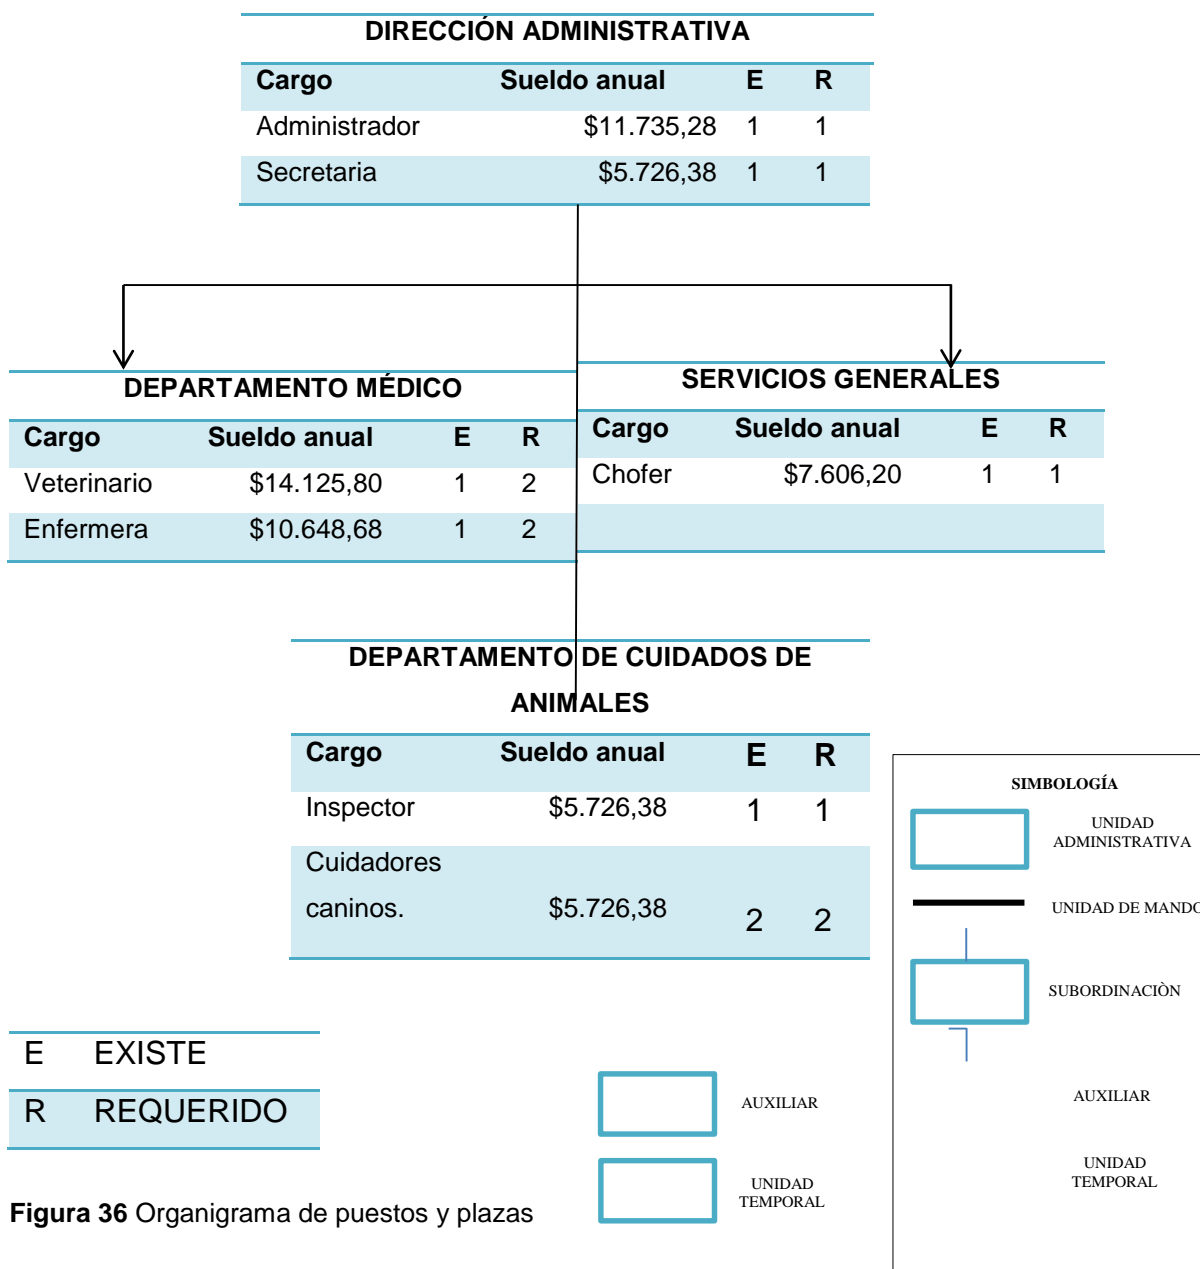 DIRECCIÓN ADMINISTRATIVA
Cargo Sueldo anual E R
Administrador $11.735,28 1 1
Secretaria $5.726,38 1 1
DEPARTAMENTO MÉDICO
Cargo Sueldo anual E R
Veterinario $14.125,80 1 2
Enfermera $10.648,68 1 2
SERVICIOS GENERALES
Cargo Sueldo anual E R
Chofer $7.606,20 1 1
DEPARTAMENTO DE CUIDADOS DE
ANIMALES
Cargo Sueldo anual E R
Inspector $5.726,38 1 1
Cuidadores
caninos. $5.726,38 2 2
SIMBOLOGÍA
UNIDAD
ADMINISTRATIVA
UNIDAD DE MANDO
SUBORDINACIÒN
AUXILIAR
UNIDAD
TEMPORAL
E EXISTE
R REQUERIDO
AUXILIAR
UNIDAD
TEMPORAL
Figura 36 Organigrama de puestos y plazas